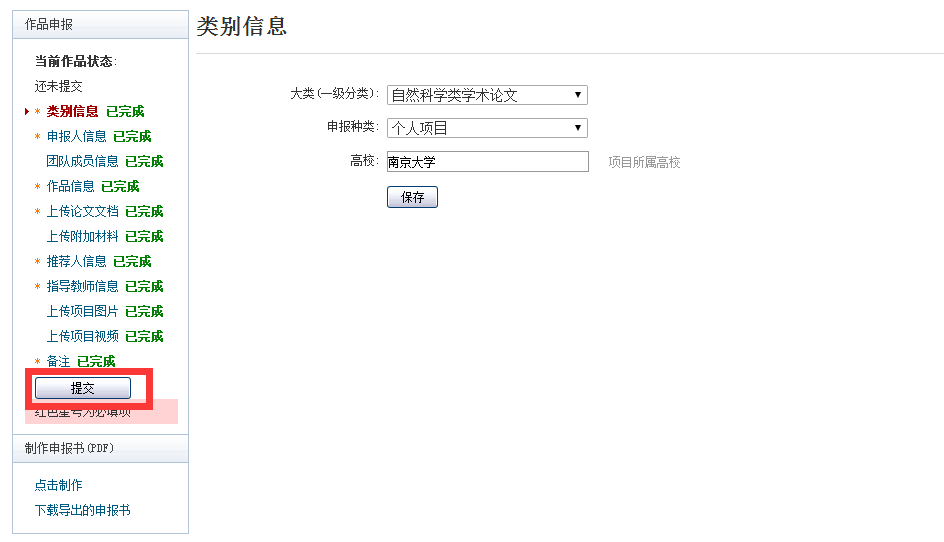 作品申报
当前作品状态:
还未提交
* 类别信息 已完成
* 申报人信息 已完成
团队成员信息 已完成
* 作品信息 已完成
* 上传论文文档 已完成
上传附加材料 已完成
* 推荐人信息 已完成
* 指导教师信息 已完成
上传项目图片 已完成
上传项目视频 已完成
* 备注 已完成
提交
红色星号为必填项
制作申报书(PDF)
点击制作
下载导出的申报书
类别信息
大类(一级分类): 自然科学类学术论文
申报种类: 个人项目
高校: 南京大学 项目所属高校
保存